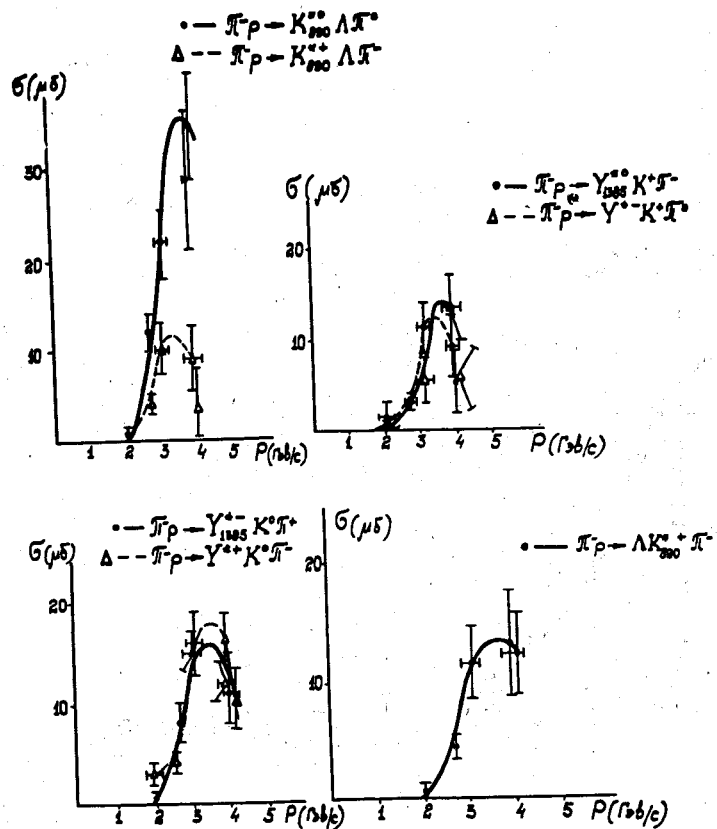 • — π⁻p → K*⁰₈₉₀ Λ π⁰
Δ -- π⁻p → K*⁺₈₉₀ Λ π⁻
σ(μб)
30
20
10
1 2 3 4 5 P(Гэв/с)
• — π⁻p → Y*⁰₁₃₈₅ K⁺π⁻
Δ -- π⁻p → Y*⁻ K⁺π⁰
σ(μб)
20
10
1 2 3 4 5 P(Гэв/с)
• — π⁻p → Y*⁻₁₃₈₅ K⁰π⁺
Δ -- π⁻p → Y*⁺ K⁰π⁻
σ(μб)
20
10
1 2 3 4 5 P(Гэв/с)
• — π⁻p → ΛK*⁺₈₉₀ π⁻
σ(μб)
20
10
1 2 3 4 5 P(Гэв/с)